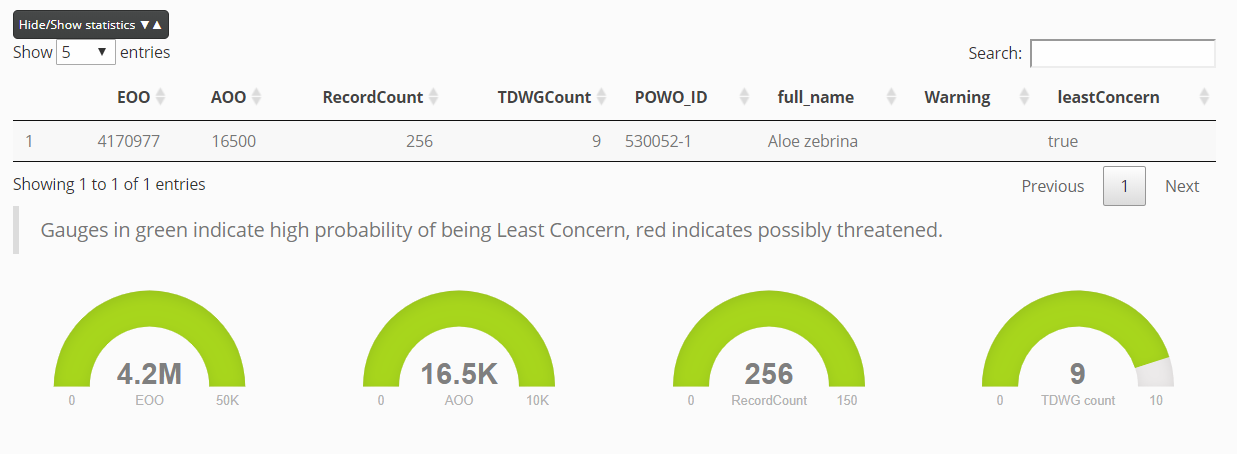 Hide/Show statistics ▼▲
Show 5 ▼ entries
Search:
EOO AOO RecordCount TDWGCount POWO_ID full_name Warning leastConcern
1 4170977 16500 256 9 530052-1 Aloe zebrina true
Showing 1 to 1 of 1 entries
Previous 1 Next
Gauges in green indicate high probability of being Least Concern, red indicates possibly threatened.
4.2M 16.5K 256 9
0 EOO 50K 0 AOO 10K 0 RecordCount 150 0 TDWG count 10